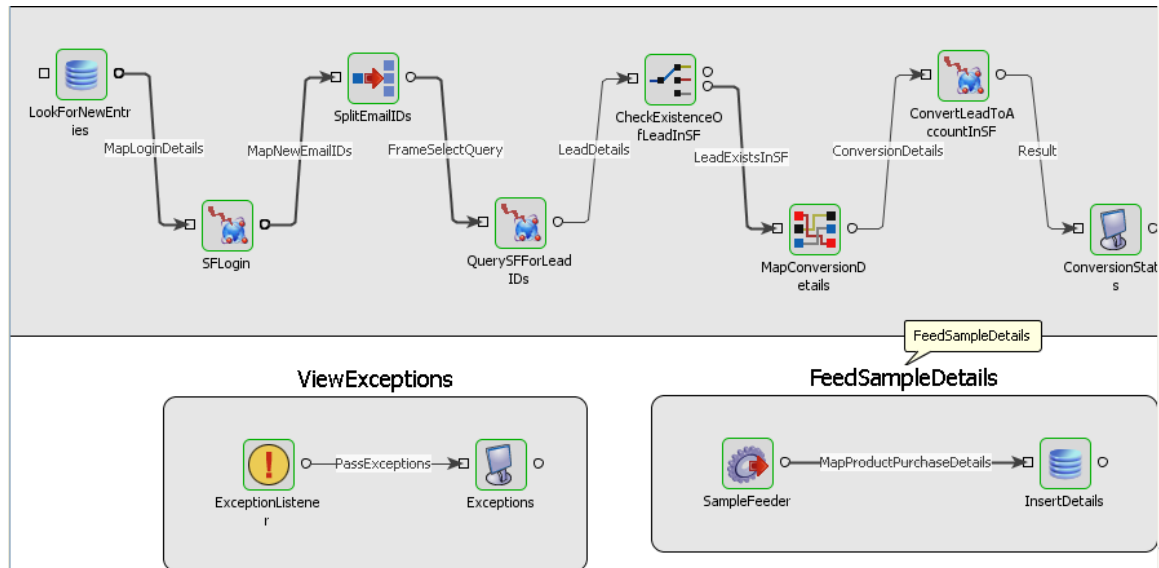 LookForNewEntr
ies
MapLoginDetails
SFLogin
MapNewEmailIDs
SplitEmailIDs
FrameSelectQuery
QuerySFForLead
IDs
LeadDetails
CheckExistenceO
fLeadInSF
LeadExistsInSF
MapConversionD
etails
ConversionDetails
ConvertLeadToA
ccountInSF
Result
ConversionStat
s
FeedSampleDetails
ViewExceptions
ExceptionListene
r
PassExceptions
Exceptions
FeedSampleDetails
SampleFeeder
MapProductPurchaseDetails
InsertDetails